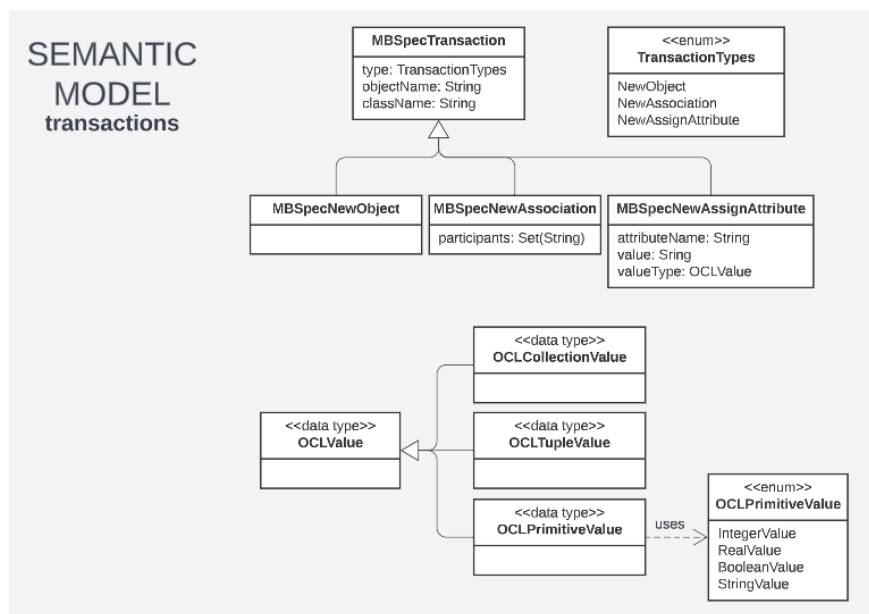 SEMANTIC
MODEL
transactions
MBSpecTransaction
type: TransactionTypes
objectName: String
className: String
<<enum>>
TransactionTypes
NewObject
NewAssociation
NewAssignAttribute
MBSpecNewObject
MBSpecNewAssociation
participants: Set(String)
MBSpecNewAssignAttribute
attributeName: String
value: Sring
valueType: OCLValue
<<data type>>
OCLCollectionValue
<<data type>>
OCLValue
<<data type>>
OCLTupleValue
<<data type>>
OCLPrimitiveValue
uses
<<enum>>
OCLPrimitiveValue
IntegerValue
RealValue
BooleanValue
StringValue